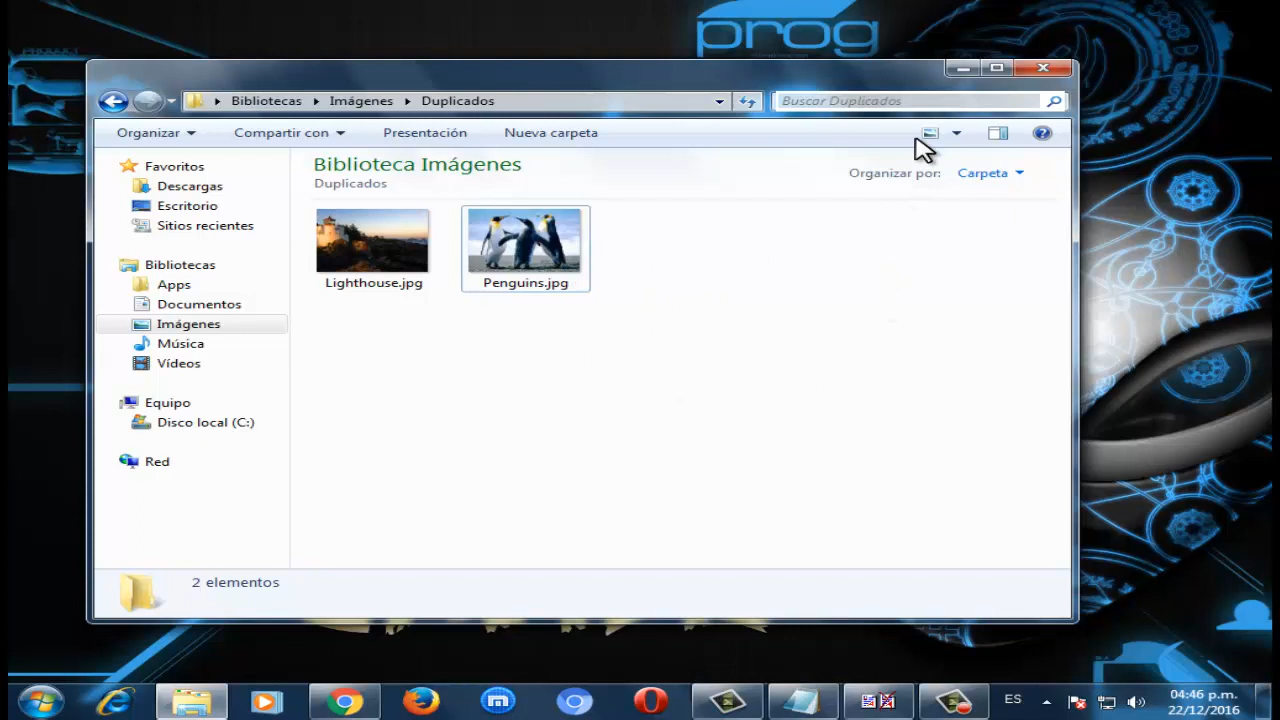 prog
Bibliotecas Imágenes Duplicados
Buscar Duplicados
Organizar Compartir con Presentación Nueva carpeta
Favoritos
Descargas
Escritorio
Sitios recientes
Bibliotecas
Apps
Documentos
Imágenes
Música
Vídeos
Equipo
Disco local (C:)
Red
Biblioteca Imágenes
Duplicados
Organizar por: Carpeta
Lighthouse.jpg
Penguins.jpg
2 elementos
ES
04:46 p.m.
22/12/2016